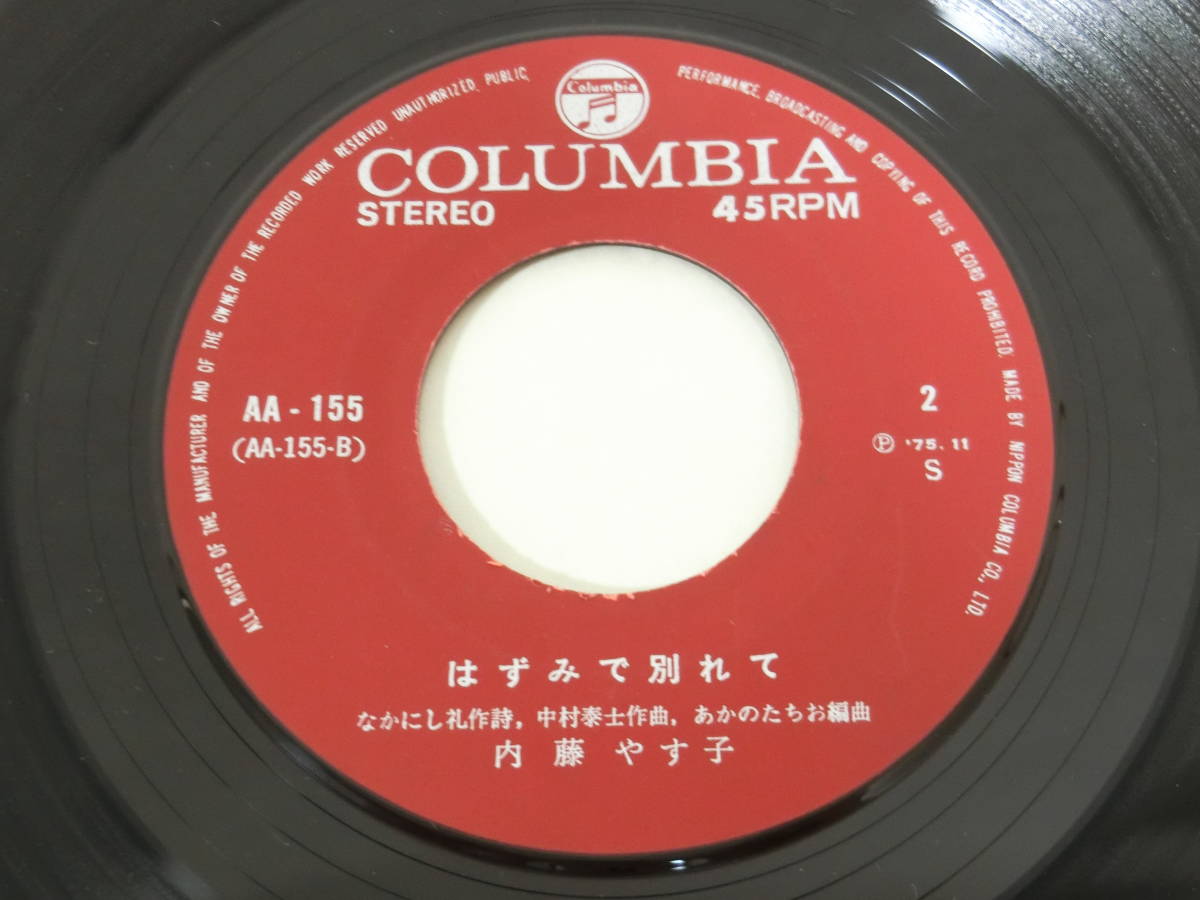 Columbia
COLUMBIA
STEREO 45RPM
AA - 155
(AA-155-B)
2
Ⓟ '75. 11
S
はずみで別れて
なかにし礼作詩, 中村泰士作曲, あかのたちお編曲
内藤やす子
ALL RIGHTS OF THE MANUFACTURER AND OF THE OWNER OF THE RECORDED WORK RESERVED UNAUTHORIZED. PUBLIC. PERFORMANCE. BROADCASTING AND COPYING OF THIS RECORD PROHIBITED. MADE BY NIPPON COLUMBIA CO., LTD.